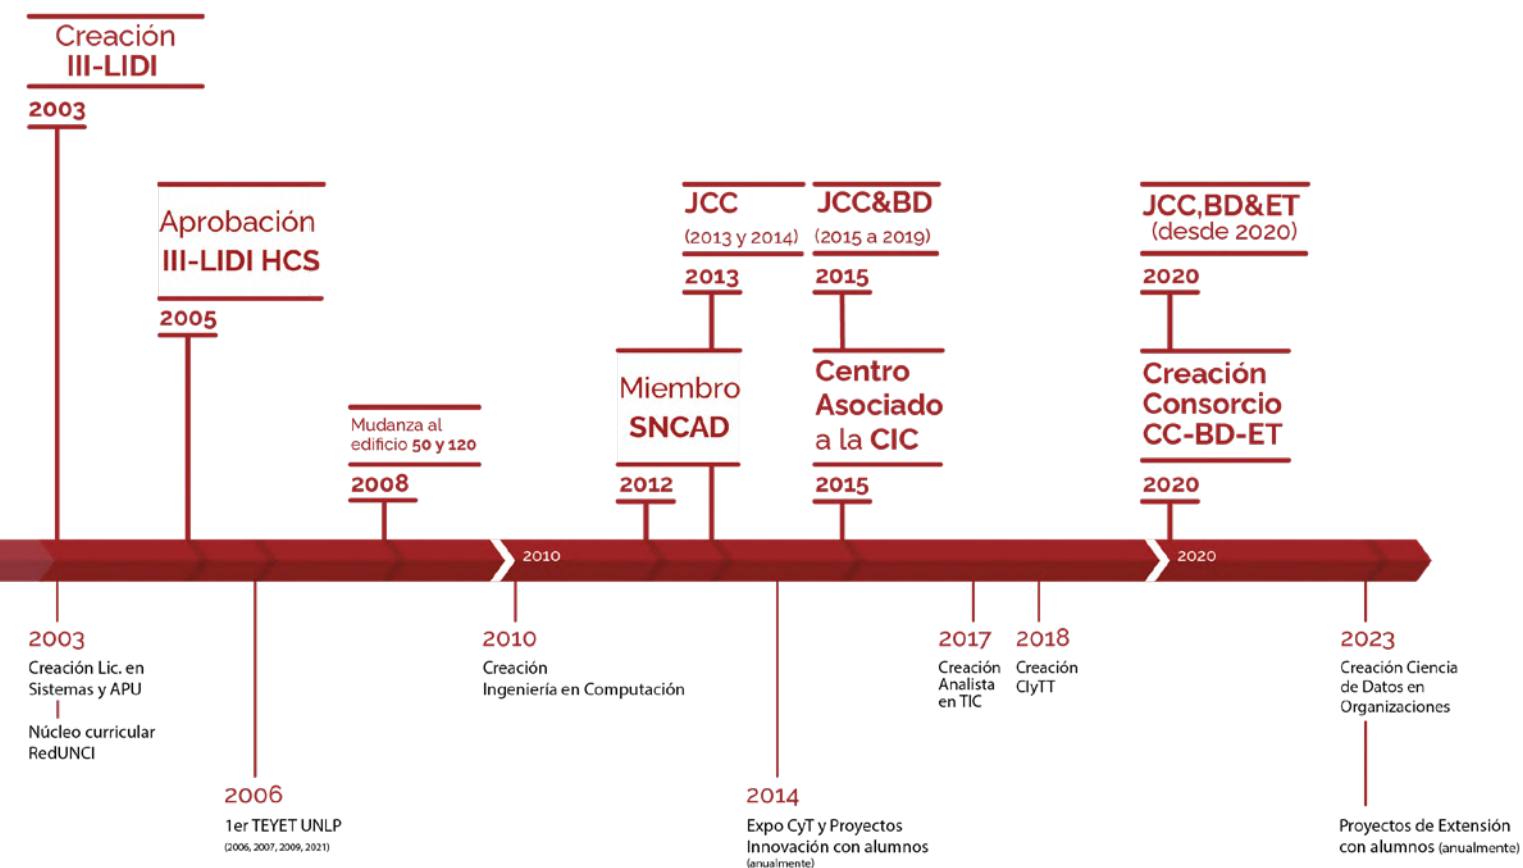 Creación
III-LIDI
2003
Aprobación
III-LIDI HCS
2005
Mudanza al
edificio 50 y 120
2008
Miembro
SNCAD
2012
JCC
(2013 y 2014)
2013
JCC&BD
(2015 a 2019)
2015
Centro
Asociado
a la CIC
2015
JCC,BD&ET
(desde 2020)
2020
Creación
Consorcio
CC-BD-ET
2020
2010
2020
2003
Creación Lic. en
Sistemas y APU
Núcleo curricular
RedUNCI
2006
1er TEYET UNLP
(2006, 2007, 2009, 2021)
2010
Creación
Ingeniería en Computación
2014
Expo CyT y Proyectos
Innovación con alumnos
(anualmente)
2017
Creación
Analista
en TIC
2018
Creación
CIyTT
2023
Creación Ciencia
de Datos en
Organizaciones
Proyectos de Extensión
con alumnos (anualmente)